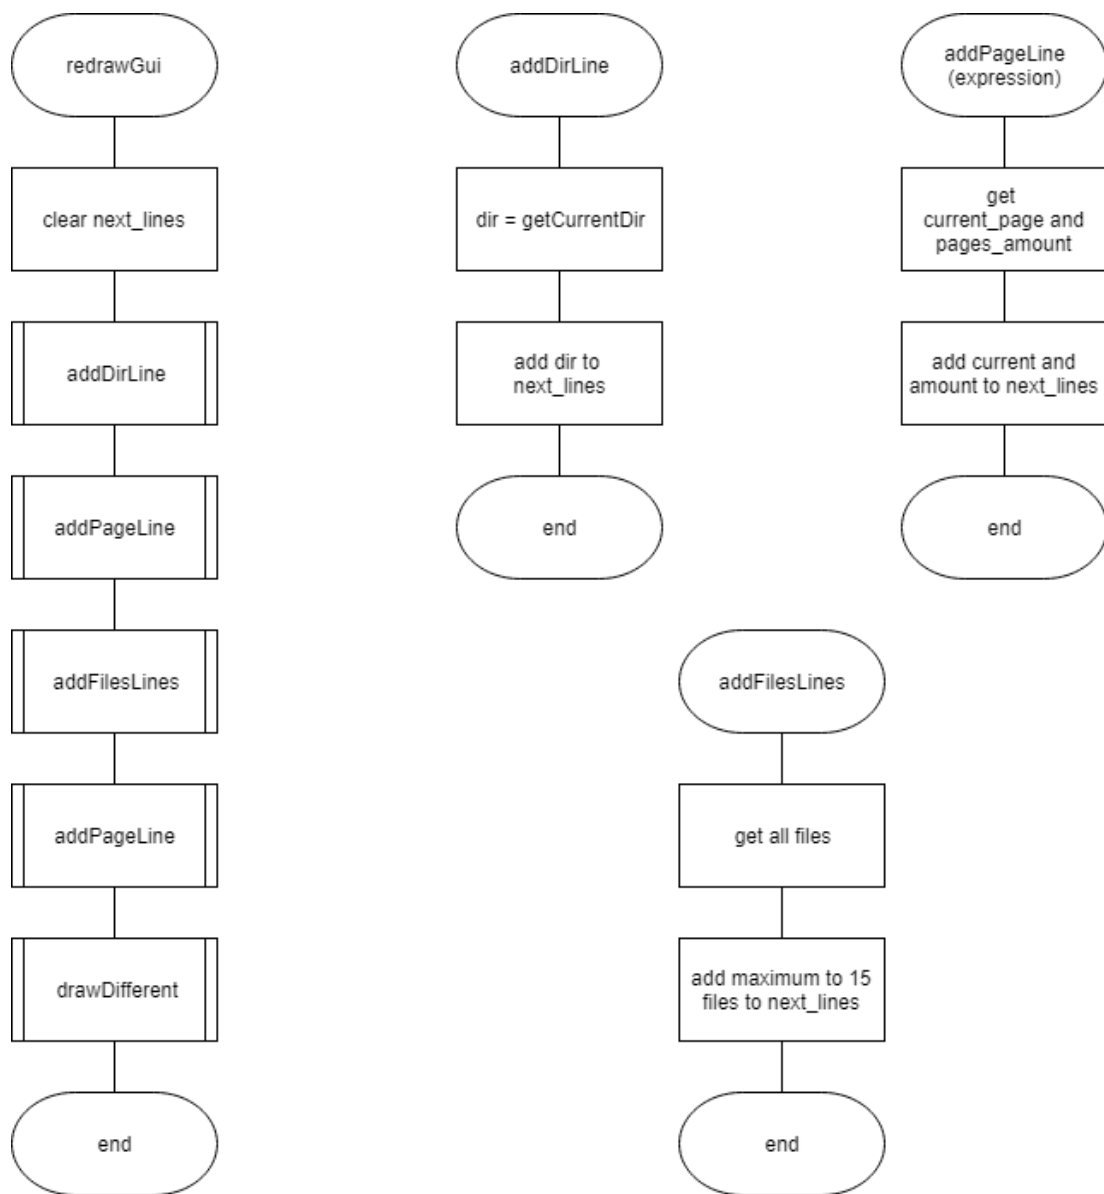 redrawGui
clear next_lines
addDirLine
addPageLine
addFilesLines
addPageLine
drawDifferent
end
addDirLine
dir = getCurrentDir
add dir to
next_lines
end
addPageLine
(expression)
get
current_page and
pages_amount
add current and
amount to next_lines
end
addFilesLines
get all files
add maximum to 15
files to next_lines
end